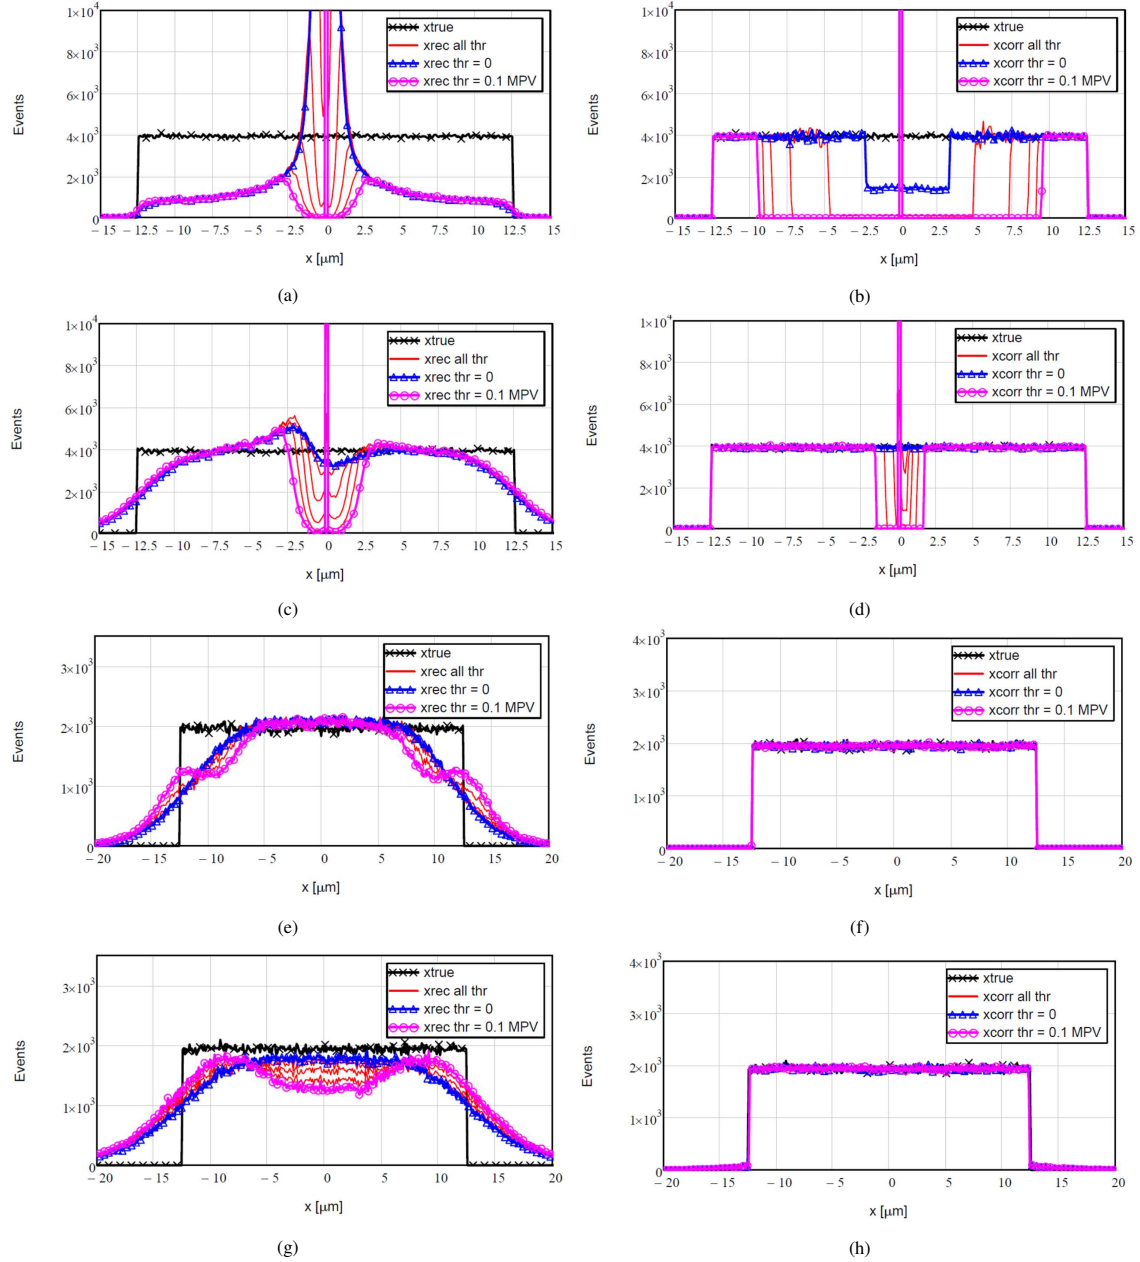 1×10⁴
8×10³
6×10³
4×10³
2×10³
0
Events
xtrue
xrec all thr
xrec thr = 0
xrec thr = 0.1 MPV
− 15 − 12.5 − 10 − 7.5 − 5 − 2.5 0 2.5 5 7.5 10 12.5 15
x [μm]
(a)
1×10⁴
8×10³
6×10³
4×10³
2×10³
0
Events
xtrue
xcorr all thr
xcorr thr = 0
xcorr thr = 0.1 MPV
− 15 − 12.5 − 10 − 7.5 − 5 − 2.5 0 2.5 5 7.5 10 12.5 15
x [μm]
(b)
1×10⁴
8×10³
6×10³
4×10³
2×10³
0
Events
xtrue
xrec all thr
xrec thr = 0
xrec thr = 0.1 MPV
− 15 − 12.5 − 10 − 7.5 − 5 − 2.5 0 2.5 5 7.5 10 12.5 15
x [μm]
(c)
1×10⁴
8×10³
6×10³
4×10³
2×10³
0
Events
xtrue
xcorr all thr
xcorr thr = 0
xcorr thr = 0.1 MPV
− 15 − 12.5 − 10 − 7.5 − 5 − 2.5 0 2.5 5 7.5 10 12.5 15
x [μm]
(d)
3×10³
2×10³
1×10³
0
Events
xtrue
xrec all thr
xrec thr = 0
xrec thr = 0.1 MPV
− 20 − 15 − 10 − 5 0 5 10 15 20
x [μm]
(e)
4×10³
3×10³
2×10³
1×10³
0
Events
xtrue
xcorr all thr
xcorr thr = 0
xcorr thr = 0.1 MPV
− 20 − 15 − 10 − 5 0 5 10 15 20
x [μm]
(f)
3×10³
2×10³
1×10³
0
Events
xtrue
xrec all thr
xrec thr = 0
xrec thr = 0.1 MPV
− 20 − 15 − 10 − 5 0 5 10 15 20
x [μm]
(g)
4×10³
3×10³
2×10³
1×10³
0
Events
xtrue
xcorr all thr
xcorr thr = 0
xcorr thr = 0.1 MPV
− 20 − 15 − 10 − 5 0 5 10 15 20
x [μm]
(h)